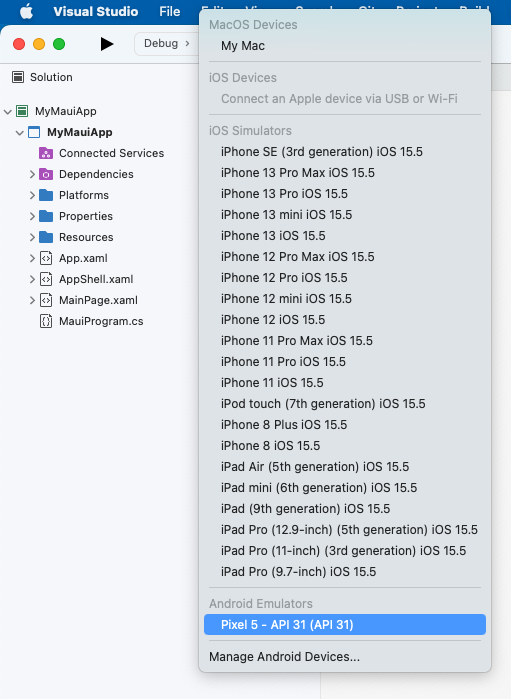 Visual Studio File
MacOS Devices
My Mac
Debug
iOS Devices
Connect an Apple device via USB or Wi-Fi
Solution
iOS Simulators
MyMauiApp
MyMauiApp
Connected Services
Dependencies
Platforms
Properties
Resources
App.xaml
AppShell.xaml
MainPage.xaml
MauiProgram.cs
iPhone SE (3rd generation) iOS 15.5
iPhone 13 Pro Max iOS 15.5
iPhone 13 Pro iOS 15.5
iPhone 13 mini iOS 15.5
iPhone 13 iOS 15.5
iPhone 12 Pro Max iOS 15.5
iPhone 12 Pro iOS 15.5
iPhone 12 mini iOS 15.5
iPhone 12 iOS 15.5
iPhone 11 Pro Max iOS 15.5
iPhone 11 Pro iOS 15.5
iPhone 11 iOS 15.5
iPod touch (7th generation) iOS 15.5
iPhone 8 Plus iOS 15.5
iPhone 8 iOS 15.5
iPad Air (5th generation) iOS 15.5
iPad mini (6th generation) iOS 15.5
iPad (9th generation) iOS 15.5
iPad Pro (12.9-inch) (5th generation) iOS 15.5
iPad Pro (11-inch) (3rd generation) iOS 15.5
iPad Pro (9.7-inch) iOS 15.5
Android Emulators
Pixel 5 - API 31 (API 31)
Manage Android Devices...